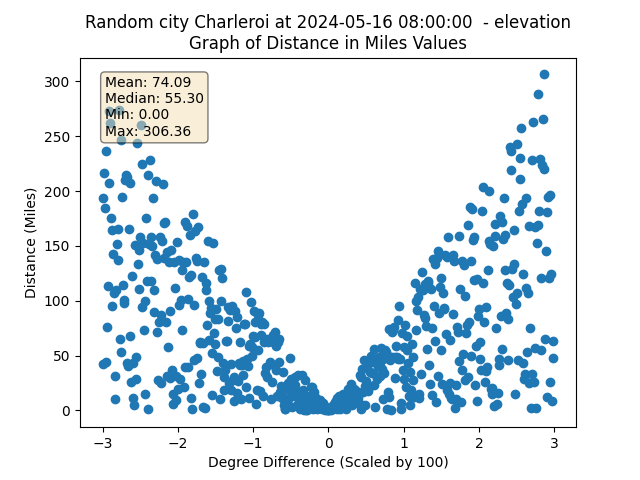 Random city Charleroi at 2024-05-16 08:00:00  - elevation
Graph of Distance in Miles Values
Mean: 74.09
Median: 55.30
Min: 0.00
Max: 306.36
300
250
200
150
100
50
0
Distance (Miles)
−3 −2 −1 0 1 2 3
Degree Difference (Scaled by 100)